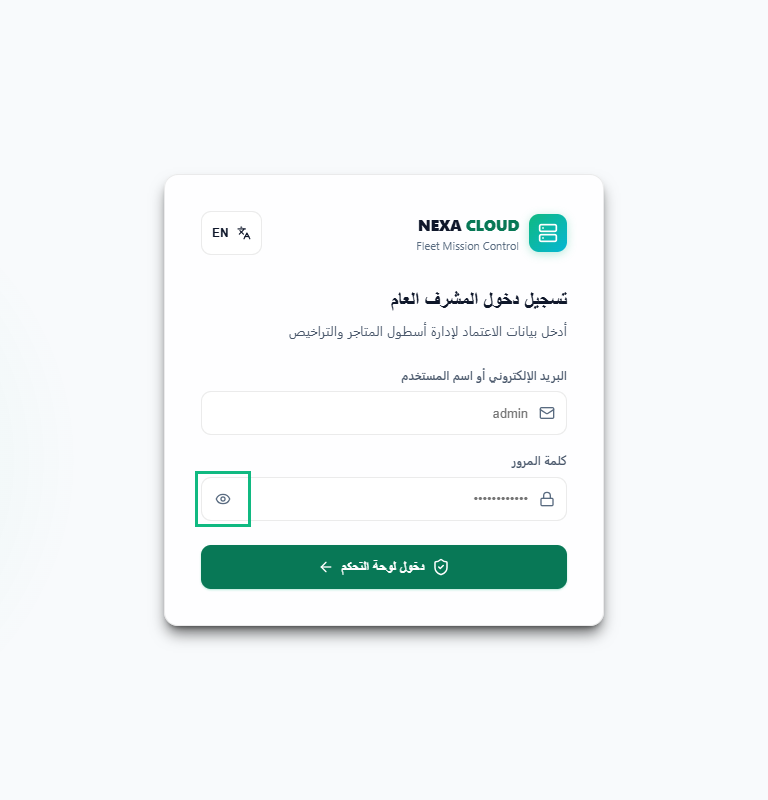 NEXA CLOUD
Fleet Mission Control
EN
تسجيل دخول المشرف العام
أدخل بيانات الاعتماد لإدارة أسطول المتاجر والتراخيص
البريد الإلكتروني أو اسم المستخدم
admin
كلمة المرور
••••••••••••
دخول لوحة التحكم